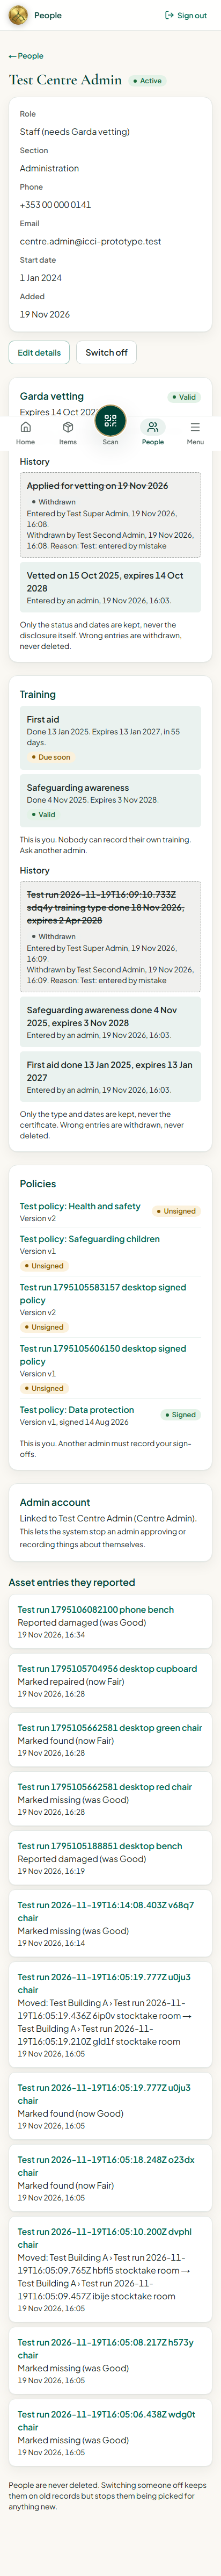 People
Sign out
← People
Test Centre Admin
Active
Role
Staff (needs Garda vetting)
Section
Administration
Phone
+353 00 000 0141
Email
centre.admin@icci-prototype.test
Start date
1 Jan 2024
Added
19 Nov 2026
Edit details
Switch off
Garda vetting
Valid
Expires 14 Oct 202
Home
Items
Scan
People
Menu
History
Applied for vetting on 19 Nov 2026
Withdrawn
Entered by Test Super Admin, 19 Nov 2026,
16:08.
Withdrawn by Test Second Admin, 19 Nov
2026, 16:08. Reason: Test: entered by mistake
Vetted on 15 Oct 2025, expires 14 Oct
2028
Entered by an admin, 19 Nov 2026, 16:03.
Only the status and dates are kept, never the
disclosure itself. Wrong entries are withdrawn,
never deleted.
Training
First aid
Done 13 Jan 2025. Expires 13 Jan 2027, in 55
days.
Due soon
Safeguarding awareness
Done 4 Nov 2025. Expires 3 Nov 2028.
Valid
This is you. Nobody can record their own training.
Ask another admin.
History
Test run 2026-11-19T16:09:10.733Z
sdq4y training type done 18 Nov 2026,
expires 2 Apr 2028
Withdrawn
Entered by Test Super Admin, 19 Nov 2026,
16:09.
Withdrawn by Test Second Admin, 19 Nov 2026,
16:09. Reason: Test: entered by mistake
Safeguarding awareness done 4 Nov
2025, expires 3 Nov 2028
Entered by an admin, 19 Nov 2026, 16:03.
First aid done 13 Jan 2025, expires 13 Jan
2027
Entered by an admin, 19 Nov 2026, 16:03.
Only the type and dates are kept, never the
certificate. Wrong entries are withdrawn, never
deleted.
Policies
Test policy: Health and safety
Version v2
Unsigned
Test policy: Safeguarding children
Version v1
Unsigned
Test run 1795105583157 desktop signed
policy
Version v2
Unsigned
Test run 1795105606150 desktop signed
policy
Version v1
Unsigned
Test policy: Data protection
Version v1, signed 14 Aug 2026
Signed
This is you. Another admin must record your sign-
offs.
Admin account
Linked to Test Centre Admin (Centre Admin).
This lets the system stop an admin approving or
recording things about themselves.
Asset entries they reported
Test run 1795106082100 phone bench
Reported damaged (was Good)
19 Nov 2026, 16:34
Test run 1795105704956 desktop cupboard
Marked repaired (now Fair)
19 Nov 2026, 16:28
Test run 1795105662581 desktop green chair
Marked found (now Fair)
19 Nov 2026, 16:28
Test run 1795105662581 desktop red chair
Marked missing (was Good)
19 Nov 2026, 16:28
Test run 1795105188851 desktop bench
Reported damaged (was Good)
19 Nov 2026, 16:19
Test run 2026-11-19T16:14:08.403Z v68q7
chair
Marked missing (was Good)
19 Nov 2026, 16:14
Test run 2026-11-19T16:05:19.777Z u0ju3
chair
Moved: Test Building A › Test run 2026-11-
19T16:05:19.436Z 6ip0v stocktake room →
Test Building A › Test run 2026-11-
19T16:05:19.210Z gld1f stocktake room
19 Nov 2026, 16:05
Test run 2026-11-19T16:05:19.777Z u0ju3
chair
Marked found (now Good)
19 Nov 2026, 16:05
Test run 2026-11-19T16:05:18.248Z o23dx
chair
Marked found (now Fair)
19 Nov 2026, 16:05
Test run 2026-11-19T16:05:10.200Z dvphl
chair
Moved: Test Building A › Test run 2026-11-
19T16:05:09.765Z hbfl5 stocktake room →
Test Building A › Test run 2026-11-
19T16:05:09.457Z ibije stocktake room
19 Nov 2026, 16:05
Test run 2026-11-19T16:05:08.217Z h573y
chair
Marked missing (was Good)
19 Nov 2026, 16:05
Test run 2026-11-19T16:05:06.438Z wdg0t
chair
Marked missing (was Good)
19 Nov 2026, 16:05
People are never deleted. Switching someone off keeps
them on old records but stops them being picked for
anything new.